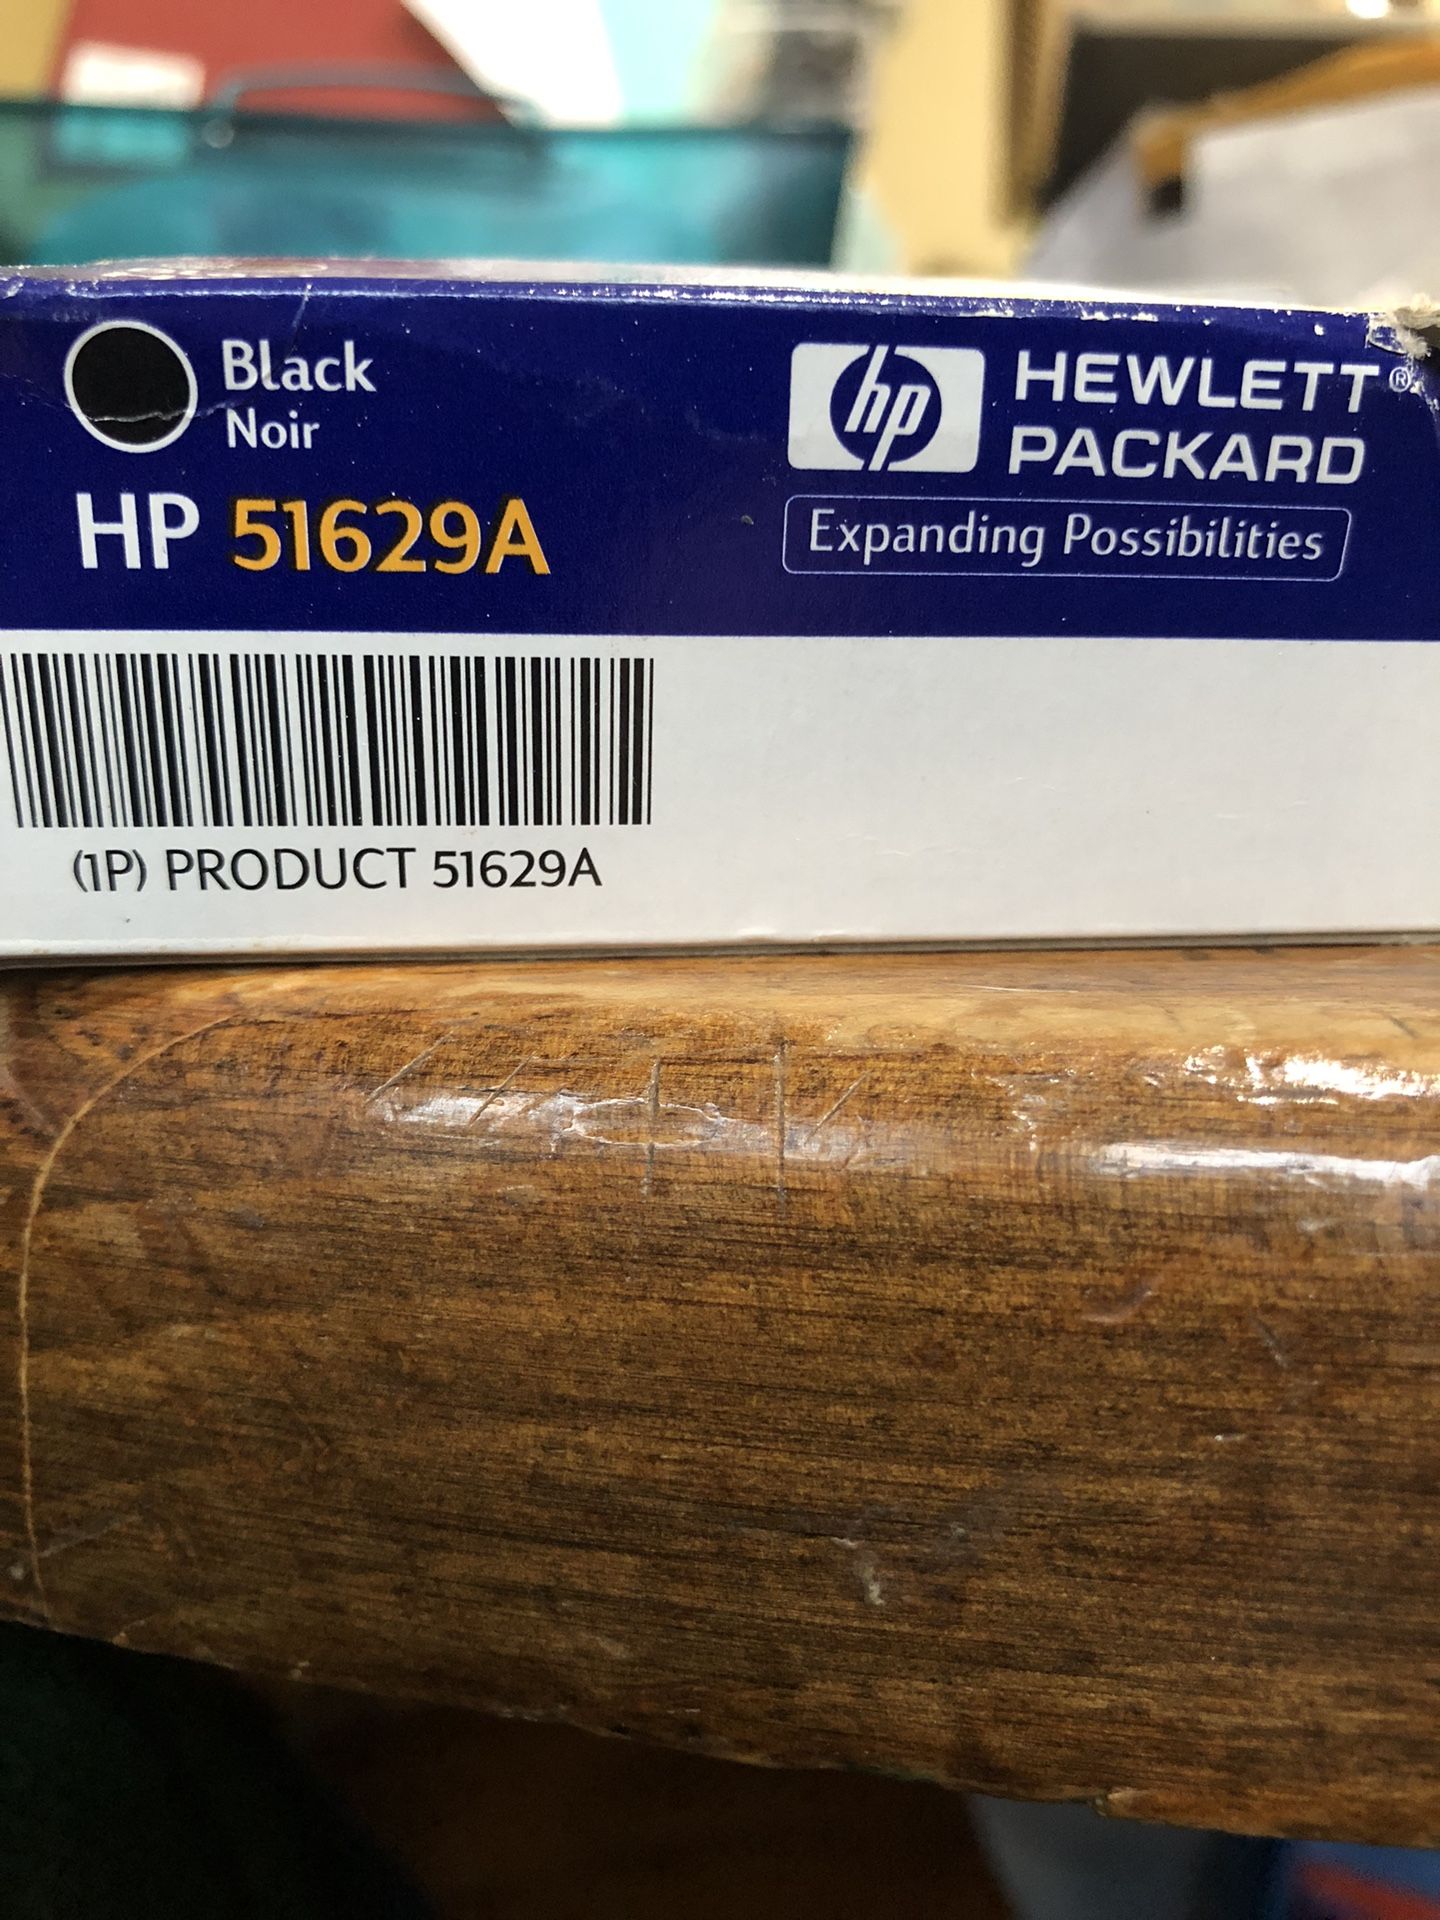 Black
Noir
HP 51629A
hp HEWLETT®
PACKARD
Expanding Possibilities
(1P) PRODUCT 51629A